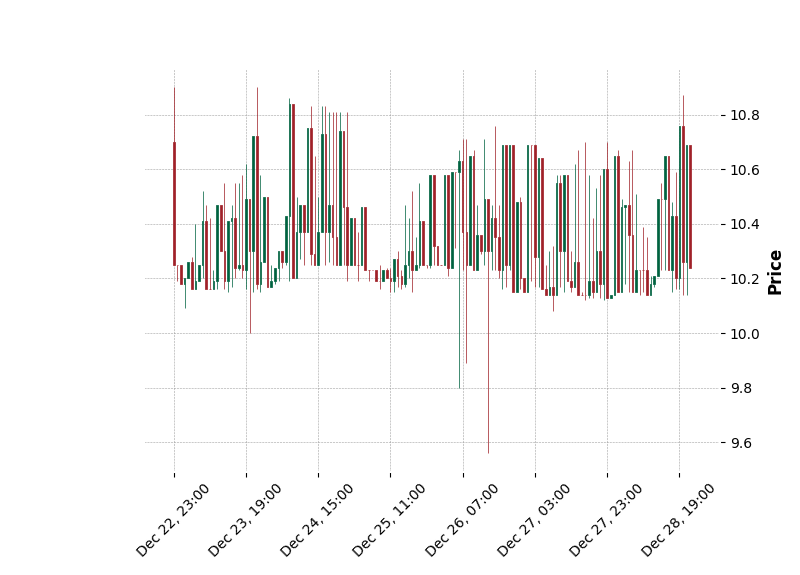 10.8
10.6
10.4
10.2
10.0
9.8
9.6
Price
Dec 22, 23:00
Dec 23, 19:00
Dec 24, 15:00
Dec 25, 11:00
Dec 26, 07:00
Dec 27, 03:00
Dec 27, 23:00
Dec 28, 19:00